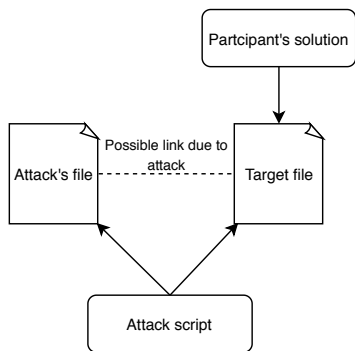 Partcipant's solution
Possible link due to
attack
Attack's file
Target file
Attack script